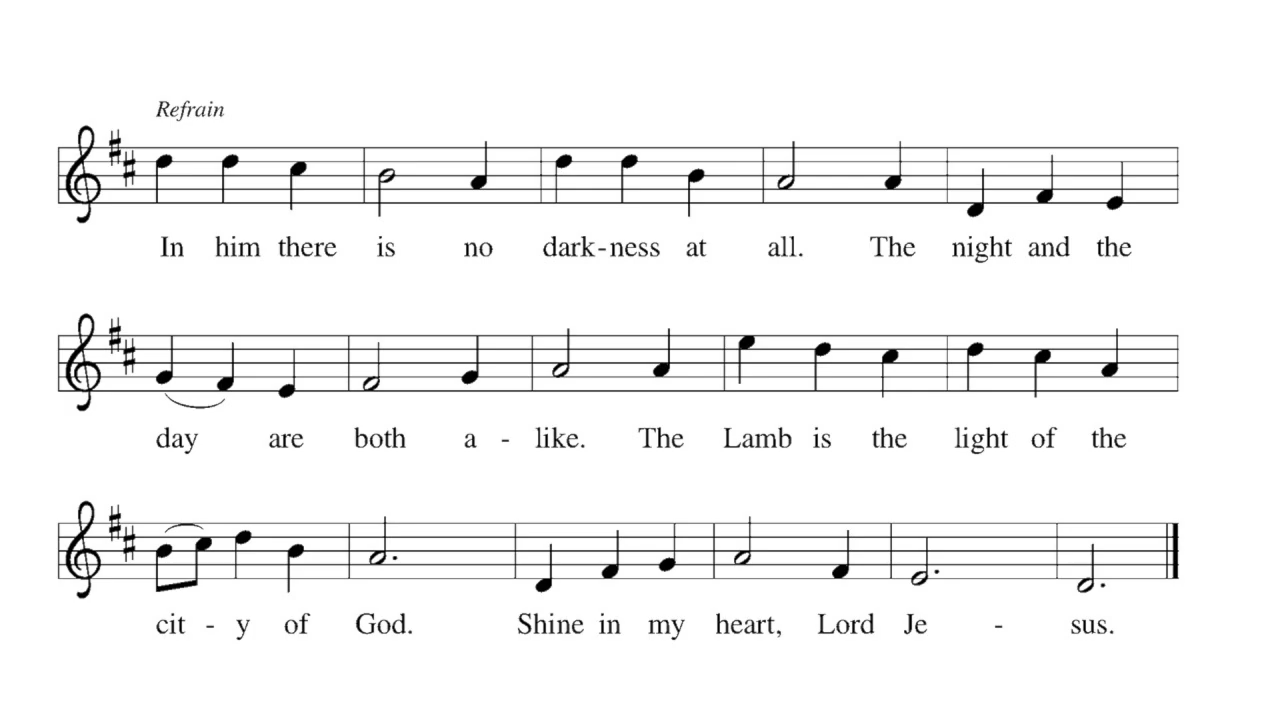 Refrain
In him there is no dark-ness at all. The night and the
day are both a - like. The Lamb is the light of the
cit - y of God. Shine in my heart, Lord Je - sus.